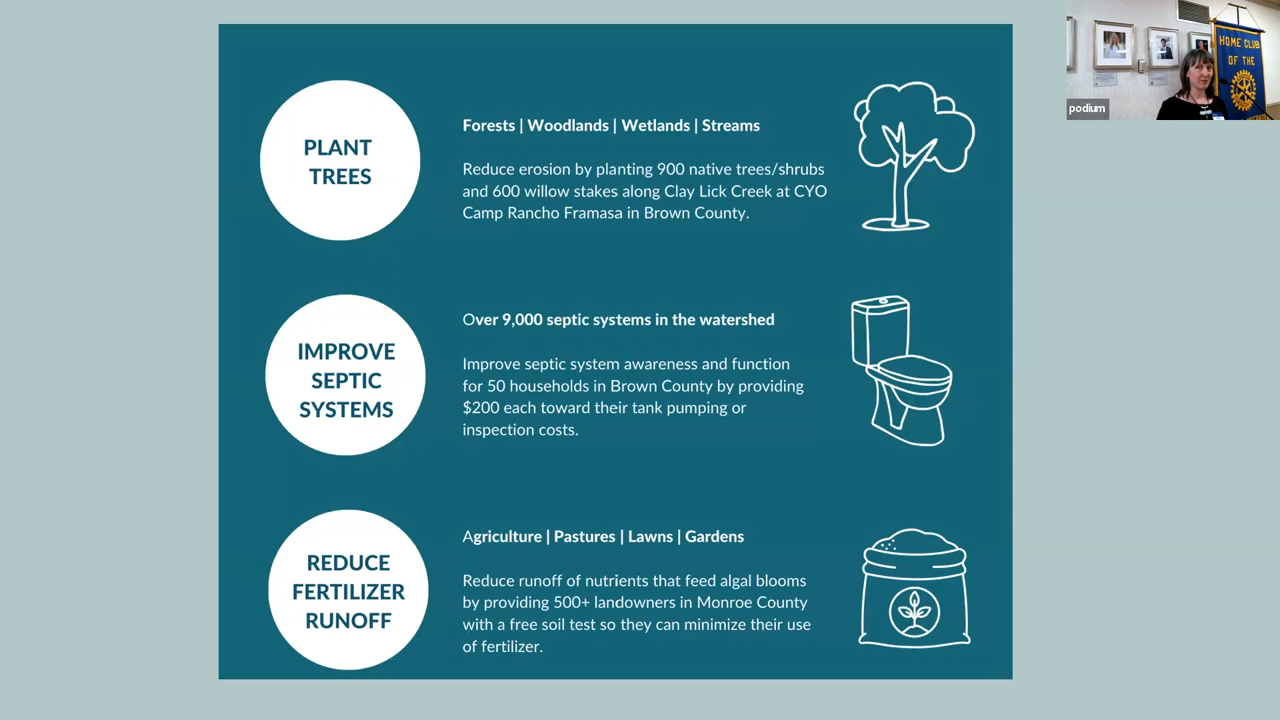 PLANT
TREES
Forests | Woodlands | Wetlands | Streams
Reduce erosion by planting 900 native trees/shrubs
and 600 willow stakes along Clay Lick Creek at CYO
Camp Rancho Framasa in Brown County.
IMPROVE
SEPTIC
SYSTEMS
Over 9,000 septic systems in the watershed
Improve septic system awareness and function
for 50 households in Brown County by providing
$200 each toward their tank pumping or
inspection costs.
REDUCE
FERTILIZER
RUNOFF
Agriculture | Pastures | Lawns | Gardens
Reduce runoff of nutrients that feed algal blooms
by providing 500+ landowners in Monroe County
with a free soil test so they can minimize their use
of fertilizer.
HOME CLUB
OF THE
podium